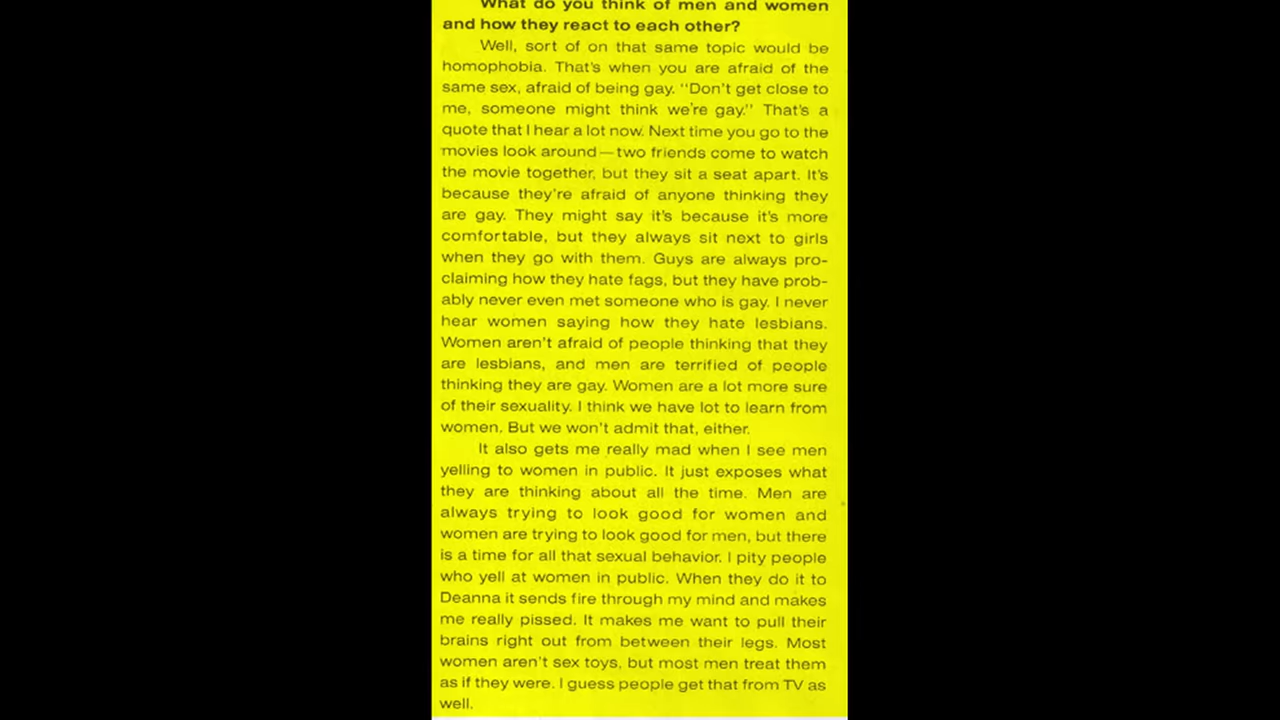 What do you think of men and women
and how they react to each other?
Well, sort of on that same topic would be
homophobia. That's when you are afraid of the
same sex, afraid of being gay. "Don't get close to
me, someone might think we're gay." That's a
quote that I hear a lot now. Next time you go to the
movies look around—two friends come to watch
the movie together, but they sit a seat apart. It's
because they're afraid of anyone thinking they
are gay. They might say it's because it's more
comfortable, but they always sit next to girls
when they go with them. Guys are always pro-
claiming how they hate fags, but they have prob-
ably never even met someone who is gay. I never
hear women saying how they hate lesbians.
Women aren't afraid of people thinking that they
are lesbians, and men are terrified of people
thinking they are gay. Women are a lot more sure
of their sexuality. I think we have lot to learn from
women. But we won't admit that, either.
It also gets me really mad when I see men
yelling to women in public. It just exposes what
they are thinking about all the time. Men are
always trying to look good for women and
women are trying to look good for men, but there
is a time for all that sexual behavior. I pity people
who yell at women in public. When they do it to
Deanna it sends fire through my mind and makes
me really pissed. It makes me want to pull their
brains right out from between their legs. Most
women aren't sex toys, but most men treat them
as if they were. I guess people get that from TV as
well.